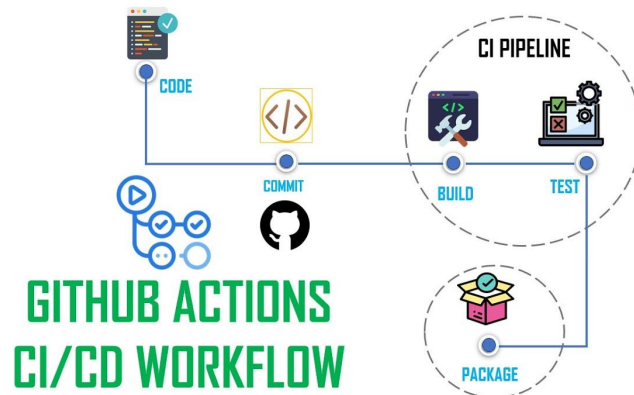 CI PIPELINE
CODE
</>
</>
COMMIT
BUILD
TEST
GITHUB ACTIONS
CI/CD WORKFLOW
PACKAGE